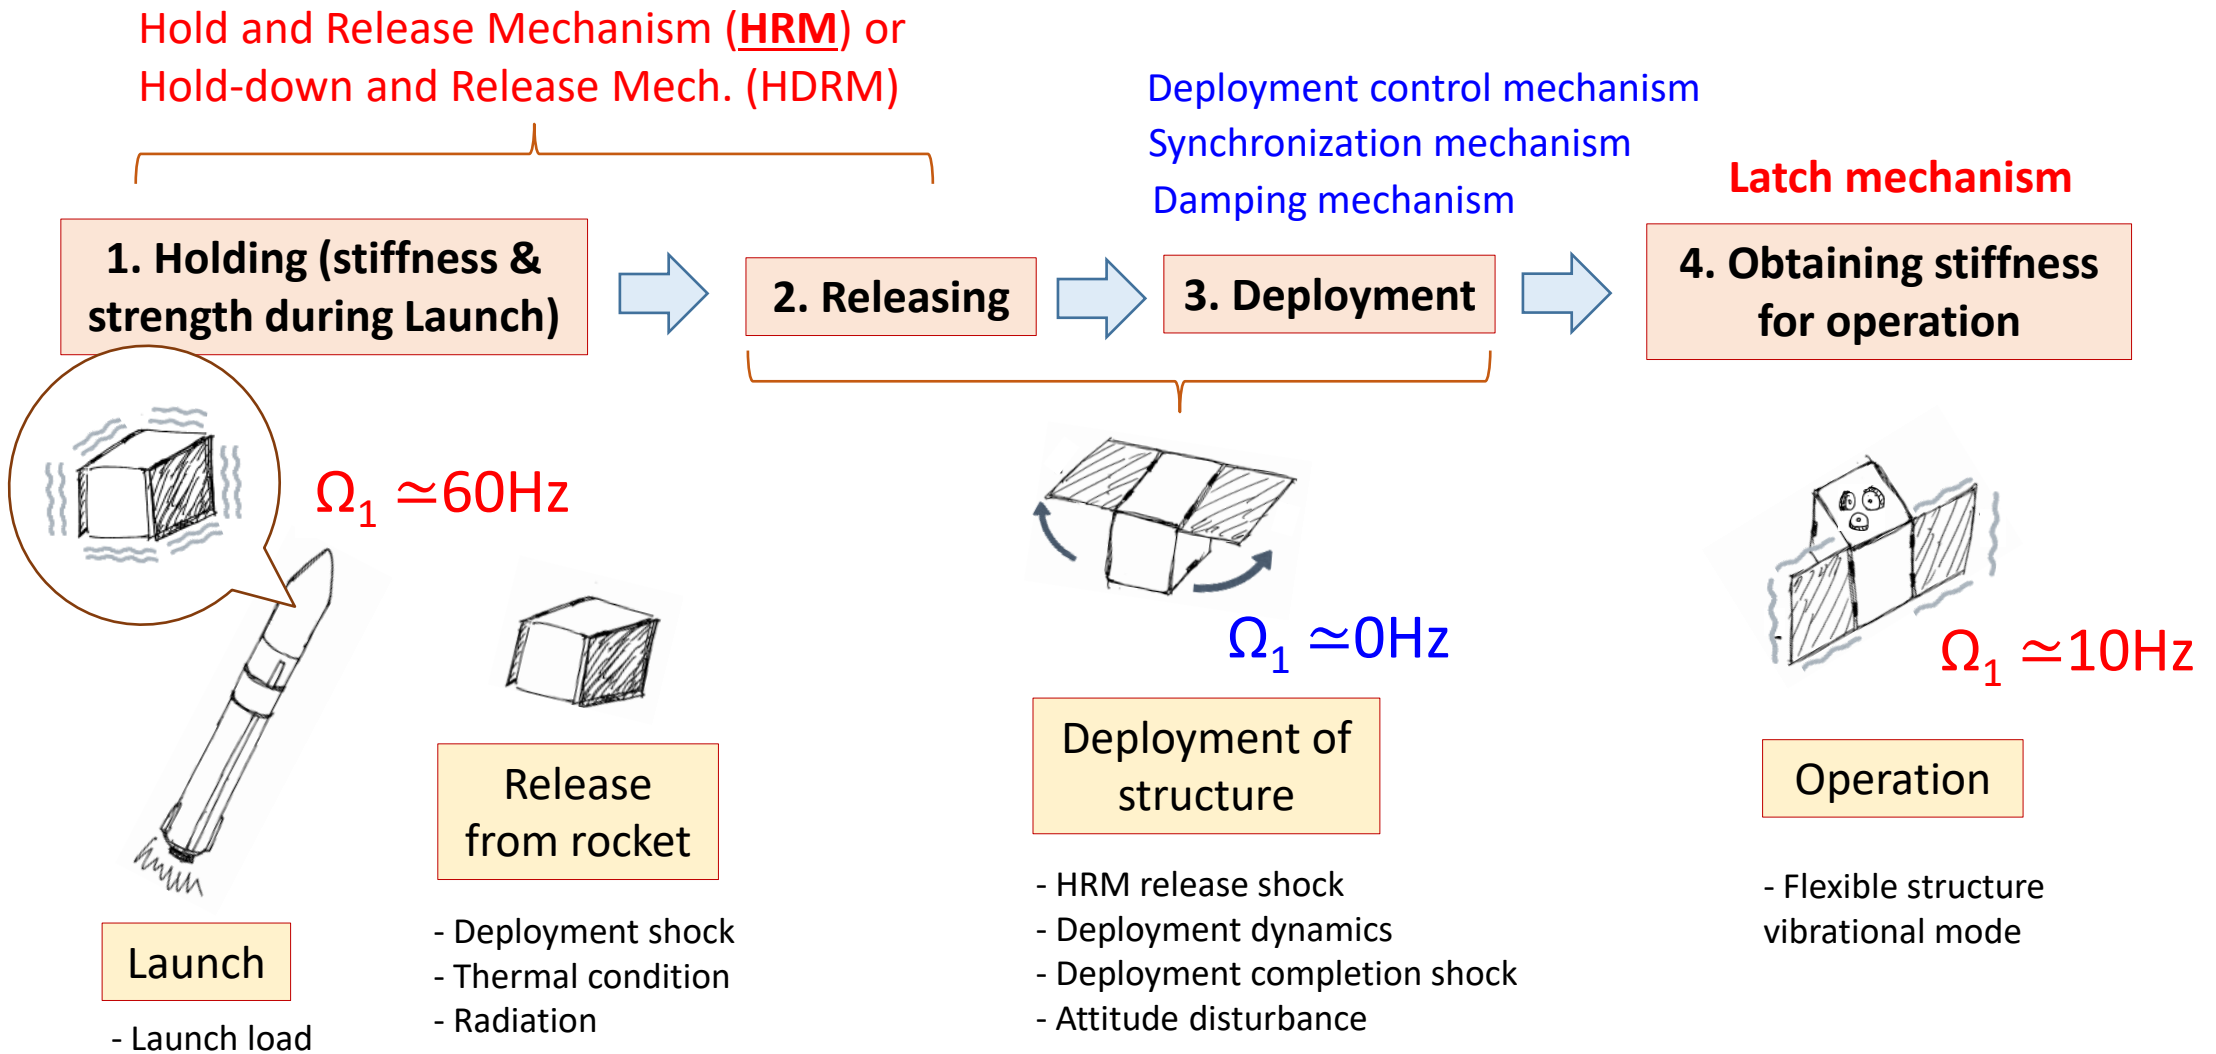 Hold and Release Mechanism (HRM) or
Hold-down and Release Mech. (HDRM)
Deployment control mechanism
Synchronization mechanism
Damping mechanism
Latch mechanism
1. Holding (stiffness &
strength during Launch)
2. Releasing
3. Deployment
4. Obtaining stiffness
for operation
Ω₁ ≃60Hz
Ω₁ ≃0Hz
Ω₁ ≃10Hz
Launch
- Launch load
Release
from rocket
- Deployment shock
- Thermal condition
- Radiation
Deployment of
structure
- HRM release shock
- Deployment dynamics
- Deployment completion shock
- Attitude disturbance
Operation
- Flexible structure
vibrational mode